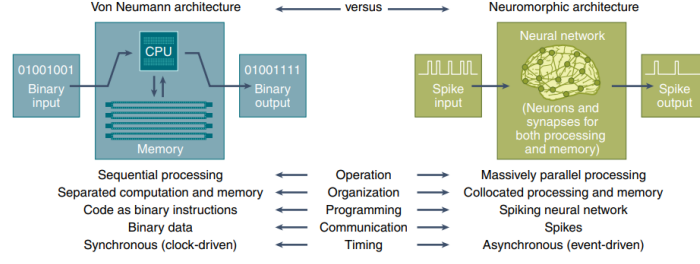 Von Neumann architecture versus Neuromorphic architecture
CPU
01001001
Binary
input
01001111
Binary
output
Memory
Neural network
Spike
input
Spike
output
(Neurons and
synapses for
both processing
and memory)
Sequential processing Operation Massively parallel processing
Separated computation and memory Organization Collocated processing and memory
Code as binary instructions Programming Spiking neural network
Binary data Communication Spikes
Synchronous (clock-driven) Timing Asynchronous (event-driven)